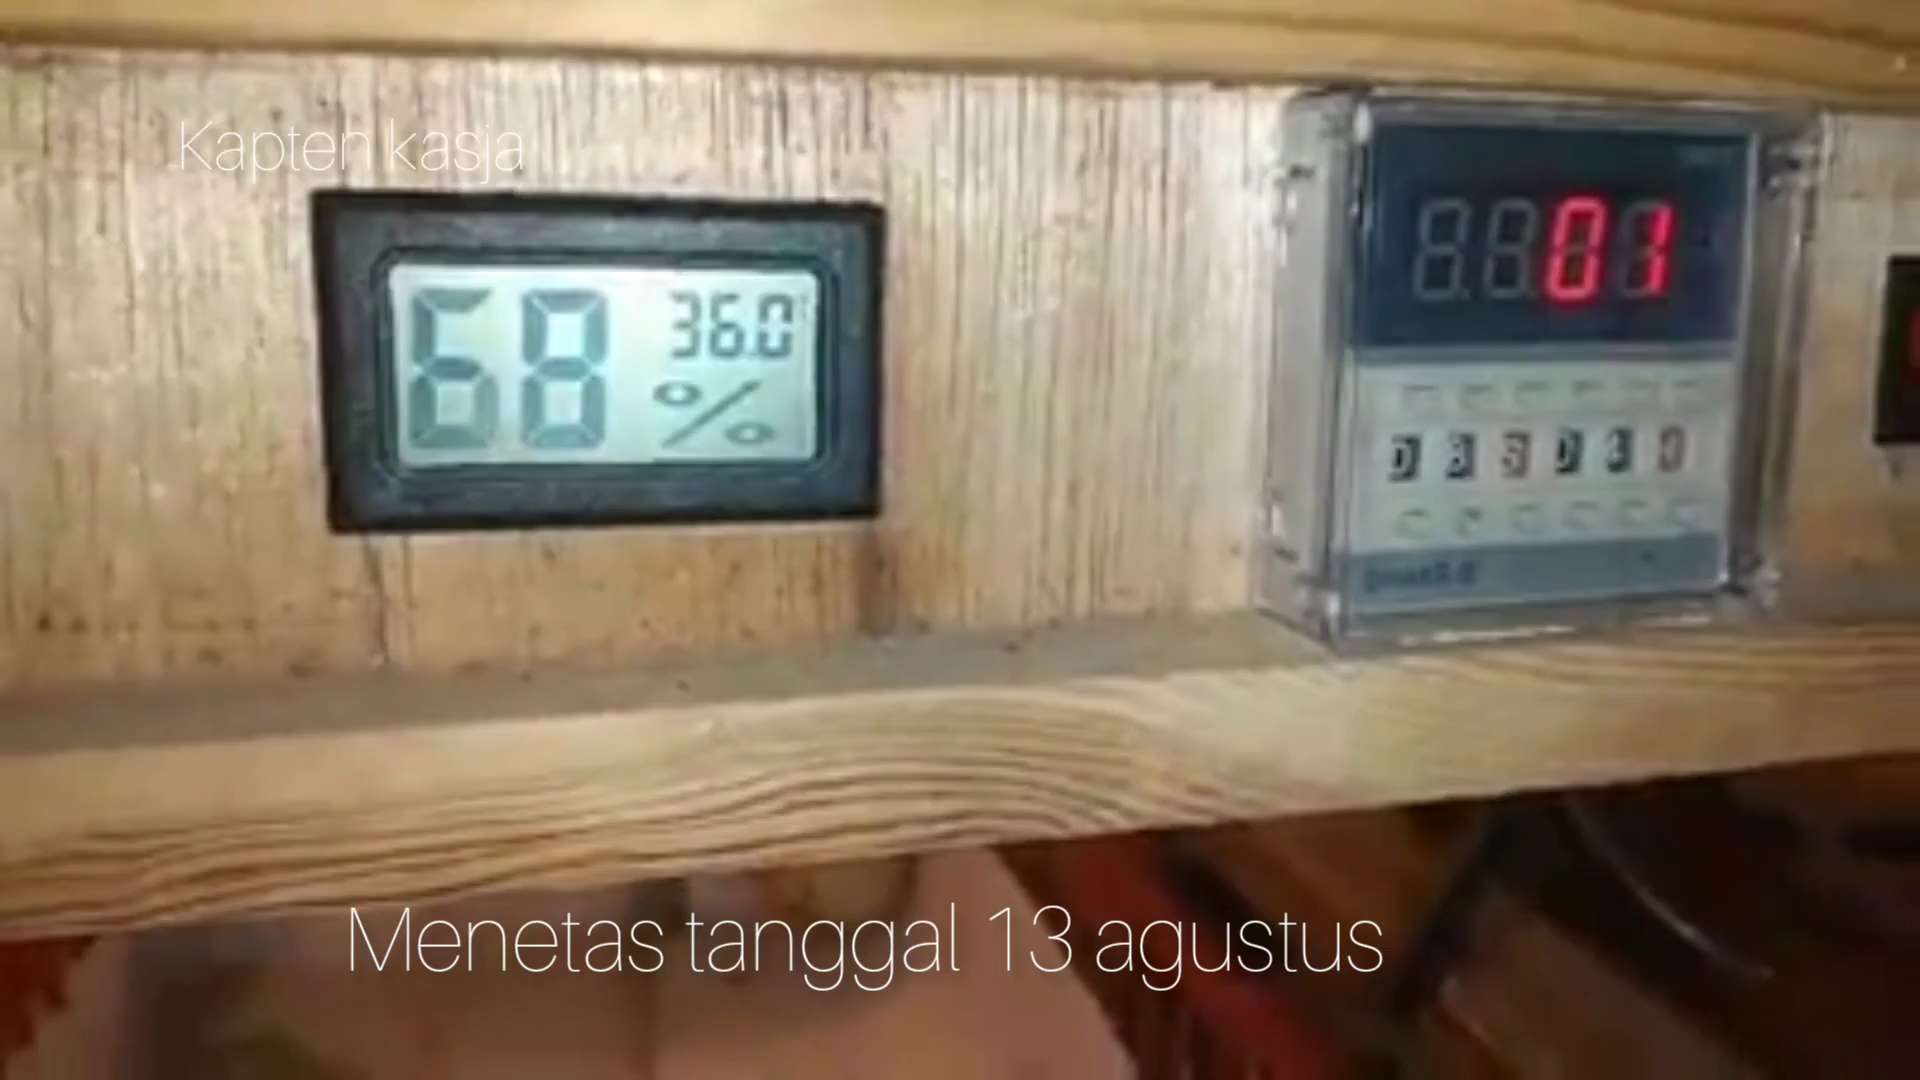 Kapten kasja
68 36.0
%
01
Menetas tanggal 13 agustus